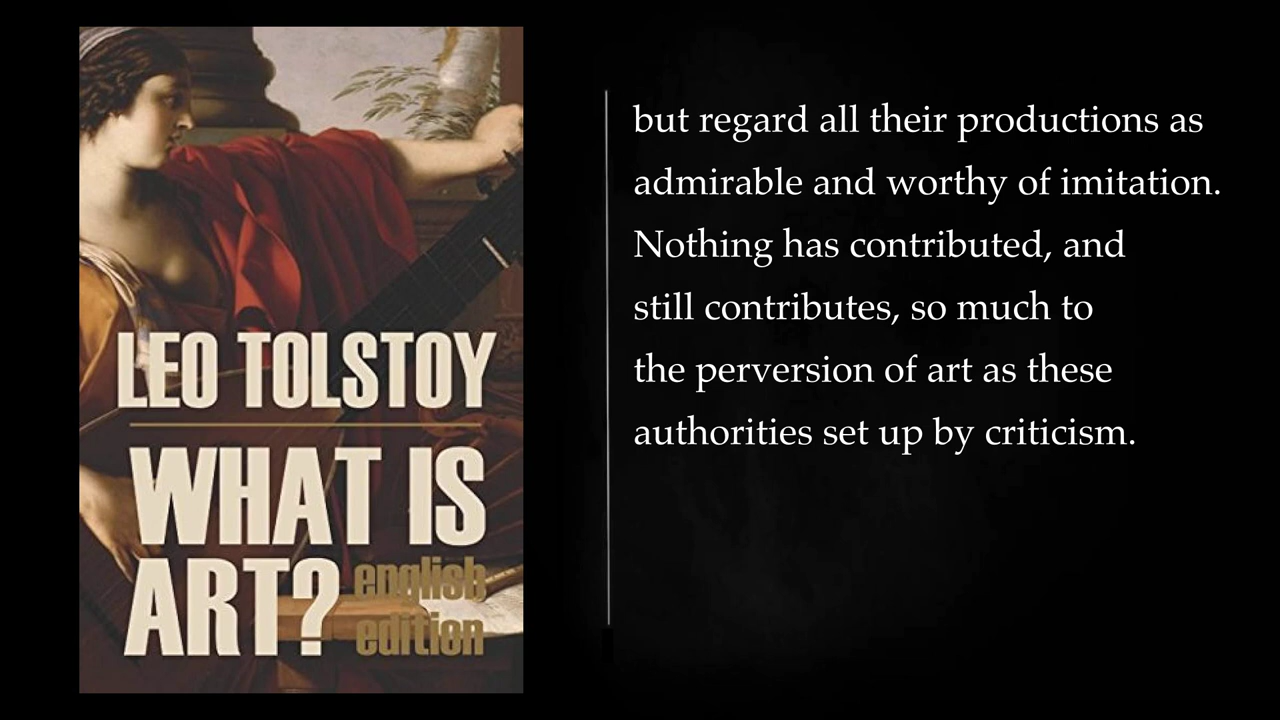 LEO TOLSTOY
WHAT IS
ART?
english
edition
but regard all their productions as
admirable and worthy of imitation.
Nothing has contributed, and
still contributes, so much to
the perversion of art as these
authorities set up by criticism.